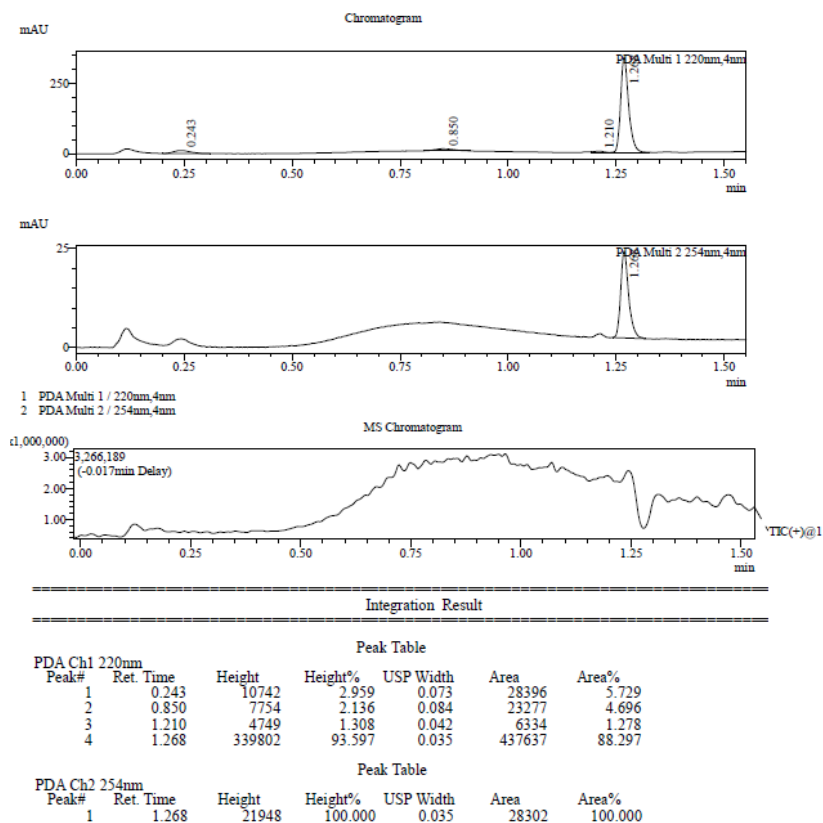 Chromatogram
mAU
PDA Multi 1 220nm,4nm
250
0
0.243
0.850
1.210
0.00 0.25 0.50 0.75 1.00 1.25 1.50
min
mAU
PDA Multi 2 254nm,4nm
25
0
0.00 0.25 0.50 0.75 1.00 1.25 1.50
min
1 PDA Multi 1 / 220nm,4nm
2 PDA Multi 2 / 254nm,4nm
MS Chromatogram
1,000,000)
3,266,189
(-0.017min Delay)
3.00
2.00
1.00
TIC(+)@1
0.00 0.25 0.50 0.75 1.00 1.25 1.50
min
Integration Result
Peak Table
PDA Ch1 220nm
Peak# Ret. Time Height Height% USP Width Area Area%
1 0.243 10742 2.959 0.073 28396 5.729
2 0.850 7754 2.136 0.084 23277 4.696
3 1.210 4749 1.308 0.042 6334 1.278
4 1.268 339802 93.597 0.035 437637 88.297
Peak Table
PDA Ch2 254nm
Peak# Ret. Time Height Height% USP Width Area Area%
1 1.268 21948 100.000 0.035 28302 100.000